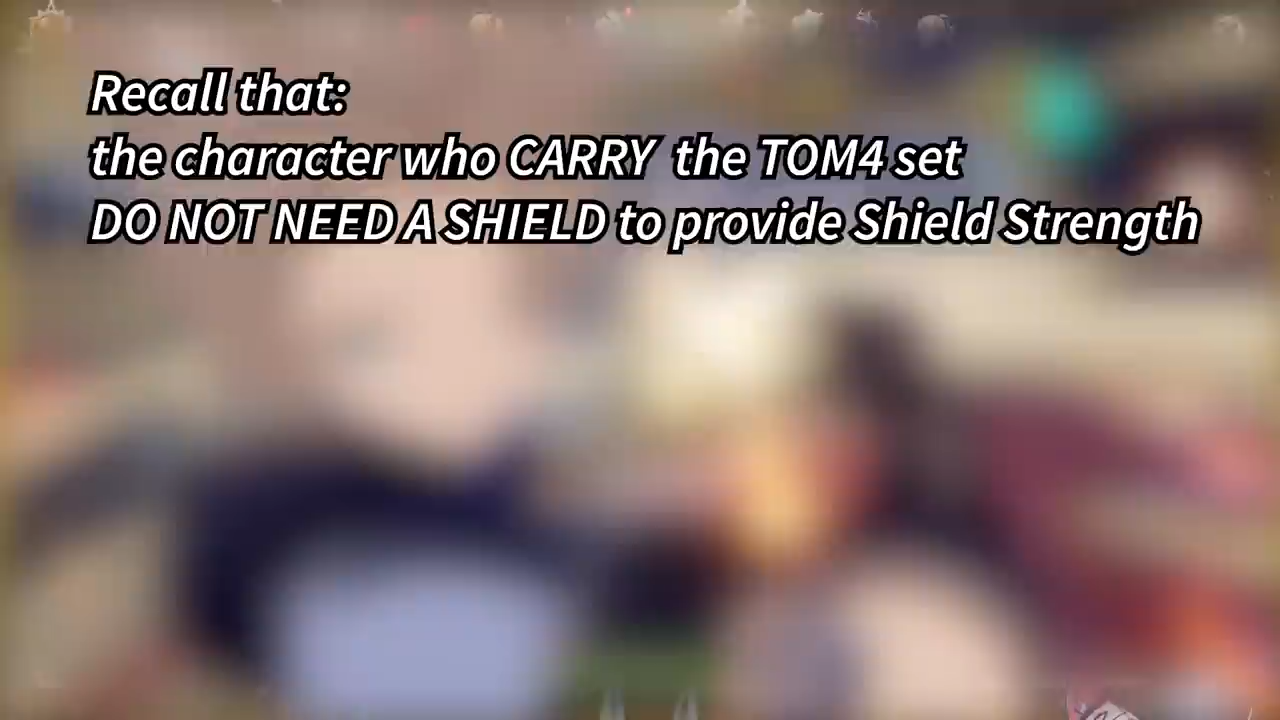 Recall that:
the character who CARRY the TOM4 set
DO NOT NEED A SHIELD to provide Shield Strength